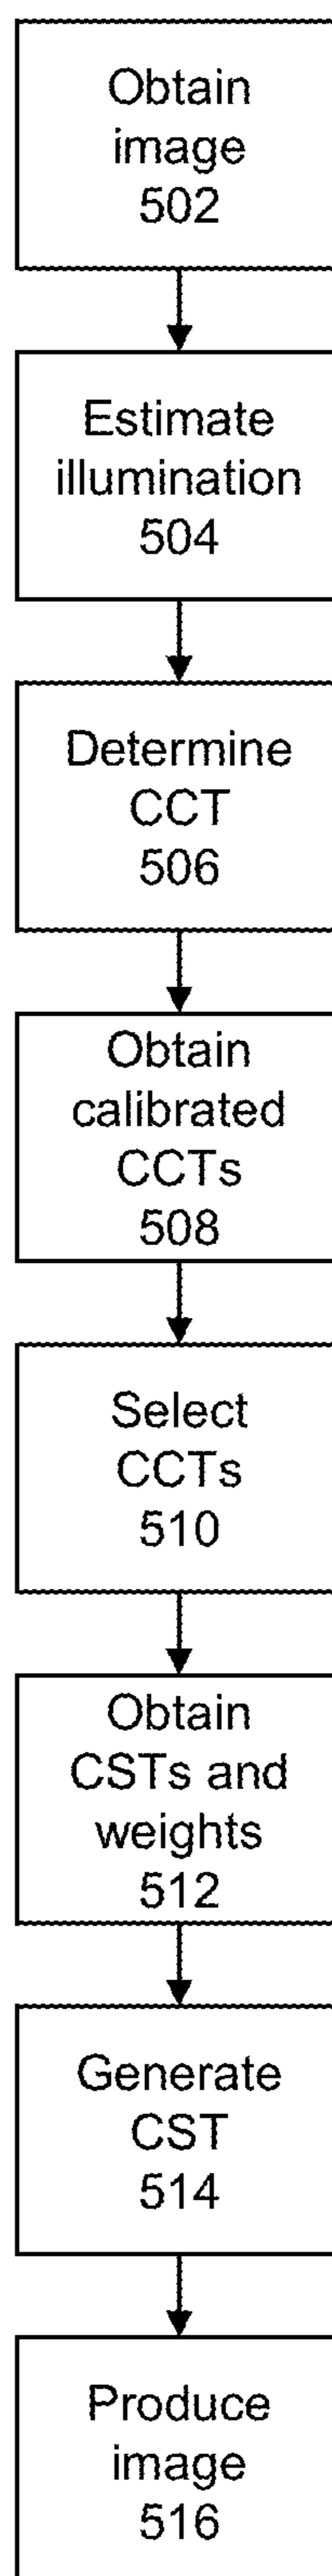 Obtain
image
502
Estimate
illumination
504
Determine
CCT
506
Obtain
calibrated
CCTs
508
Select
CCTs
510
Obtain
CSTs and
weights
512
Generate
CST
514
Produce
image
516